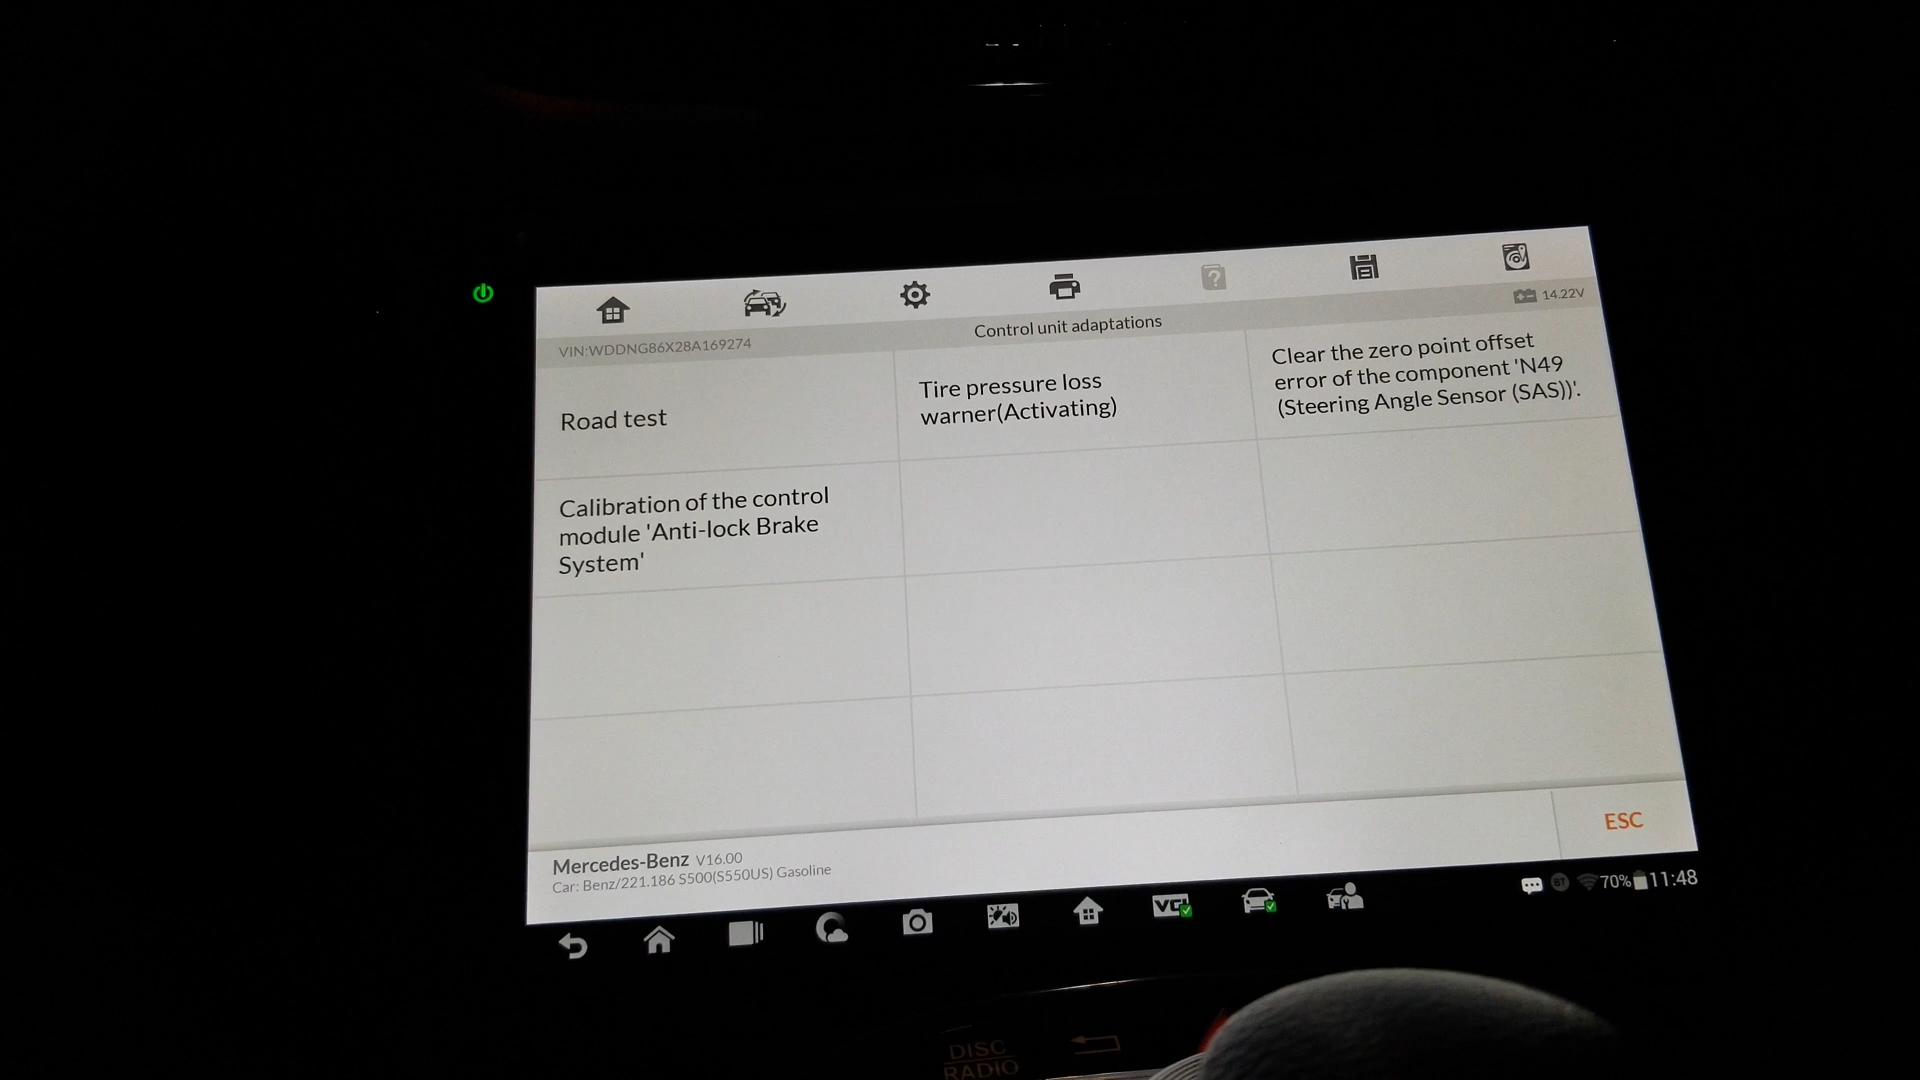 14.22V
VIN:WDDNG86X28A169274
Control unit adaptations
Road test
Tire pressure loss
warner(Activating)
Clear the zero point offset
error of the component 'N49
(Steering Angle Sensor (SAS))'.
Calibration of the control
module 'Anti-lock Brake
System'
ESC
Mercedes-Benz V16.00
Car: Benz/221.186 S500(S550US) Gasoline
VCI
BT
70%
11:48
DISC
RADIO